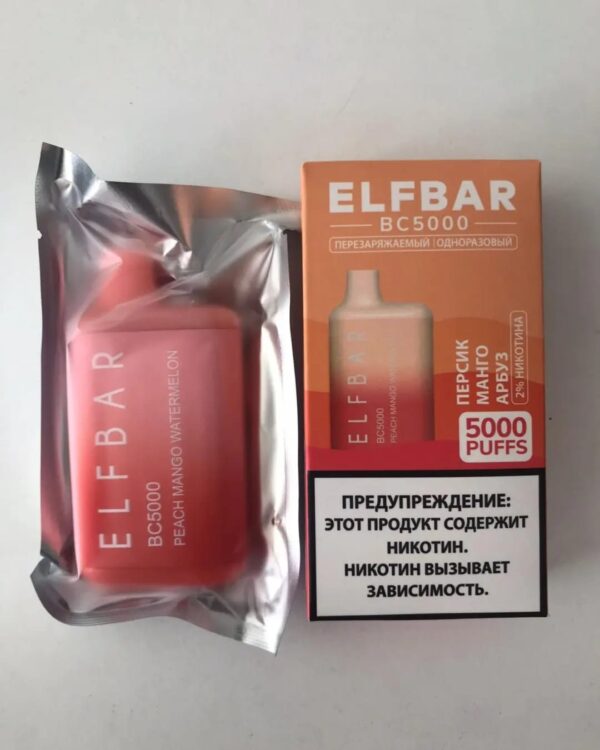 ELFBAR
BC5000
PEACH MANGO WATERMELON
ELFBAR
BC5000
ПЕРЕЗАРЯЖАЕМЫЙ | ОДНОРАЗОВЫЙ
ELFBAR
BC5000
PEACH MANGO WATERMELON
ПЕРСИК
МАНГО
АРБУЗ
2% НИКОТИНА
5000
PUFFS
ПРЕДУПРЕЖДЕНИЕ:
ЭТОТ ПРОДУКТ СОДЕРЖИТ
НИКОТИН.
НИКОТИН ВЫЗЫВАЕТ
ЗАВИСИМОСТЬ.